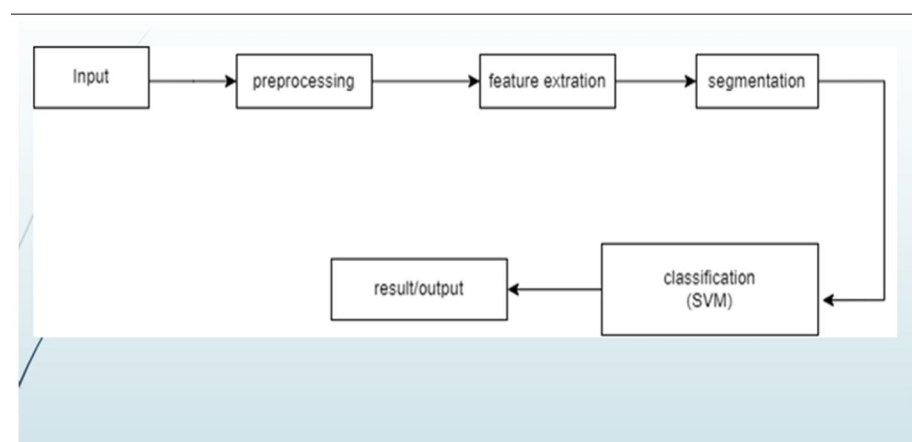 Input
preprocessing
feature extration
segmentation
classification
(SVM)
result/output